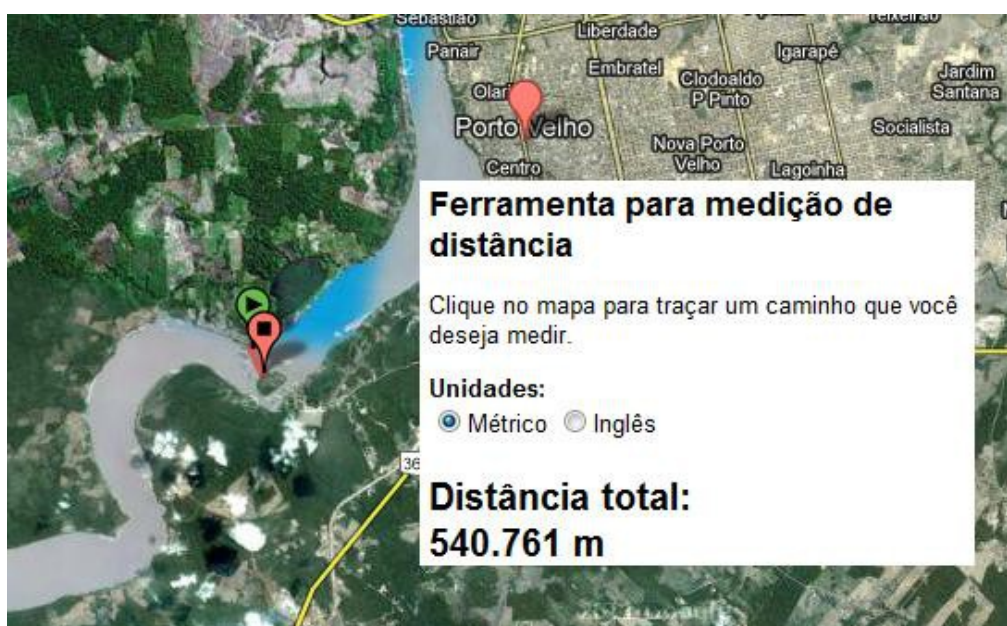 Sebastião
Liberdade
Teixeirão
Panair
Igarapé
Embratel
Clodoaldo
P Pinto
Jardim
Santana
Porto Velho
Socialista
Nova Porto
Velho
Centro
Lagoinha
Ferramenta para medição de
distância
Clique no mapa para traçar um caminho que você
deseja medir.
Unidades:
Métrico Inglês
36
Distância total:
540.761 m